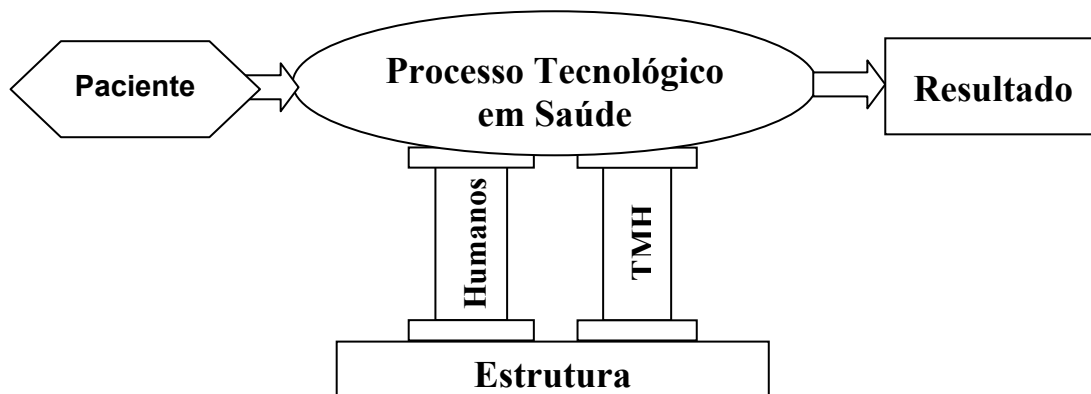 Paciente
Processo Tecnológico
em Saúde
Resultado
Humanos
TMH
Estrutura